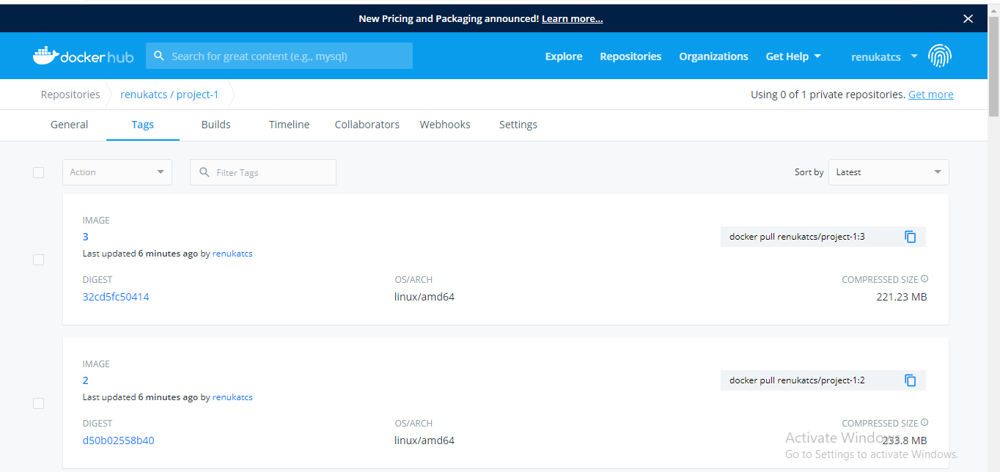 New Pricing and Packaging announced! Learn more...
dockerhub Search for great content (e.g., mysql) Explore Repositories Organizations Get Help renukatcs
Repositories renukatcs / project-1 Using 0 of 1 private repositories. Get more
General Tags Builds Timeline Collaborators Webhooks Settings
Action Filter Tags Sort by Latest
IMAGE
3 docker pull renukatcs/project-1:3
Last updated 6 minutes ago by renukatcs
DIGEST OS/ARCH COMPRESSED SIZE
32cd5fc50414 linux/amd64 221.23 MB
IMAGE
2 docker pull renukatcs/project-1:2
Last updated 6 minutes ago by renukatcs
DIGEST OS/ARCH COMPRESSED SIZE
d50b02558b40 linux/amd64 233.8 MB
Activate Windows
Go to Settings to activate Windows.